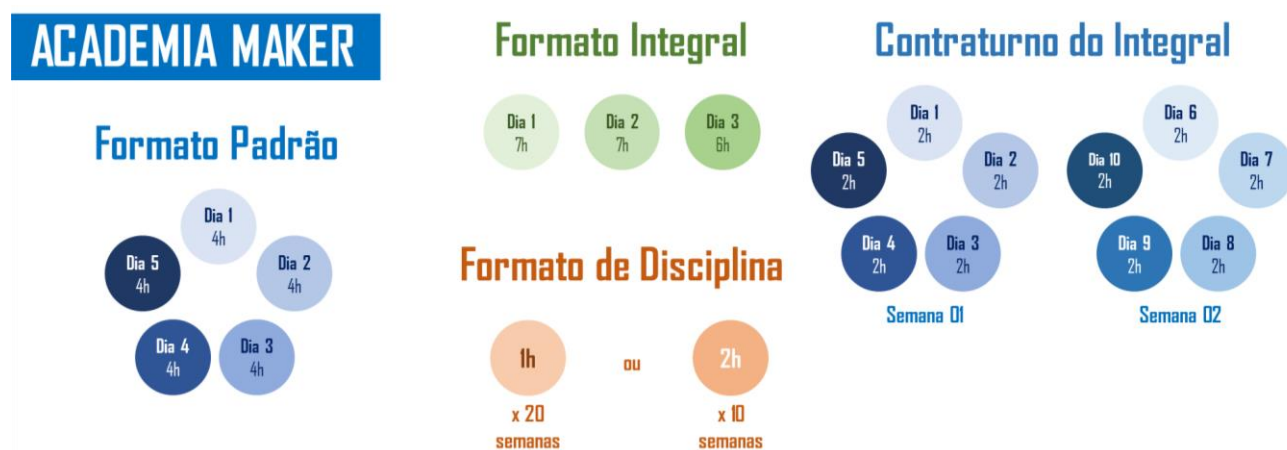 ACADEMIA MAKER
Formato Padrão
Dia 1
4h
Dia 2
4h
Dia 3
4h
Dia 4
4h
Dia 5
4h
Formato Integral
Dia 1
7h
Dia 2
7h
Dia 3
6h
Formato de Disciplina
1h
x 20
semanas
ou
2h
x 10
semanas
Contraturno do Integral
Dia 1
2h
Dia 2
2h
Dia 3
2h
Dia 4
2h
Dia 5
2h
Semana 01
Dia 6
2h
Dia 7
2h
Dia 8
2h
Dia 9
2h
Dia 10
2h
Semana 02